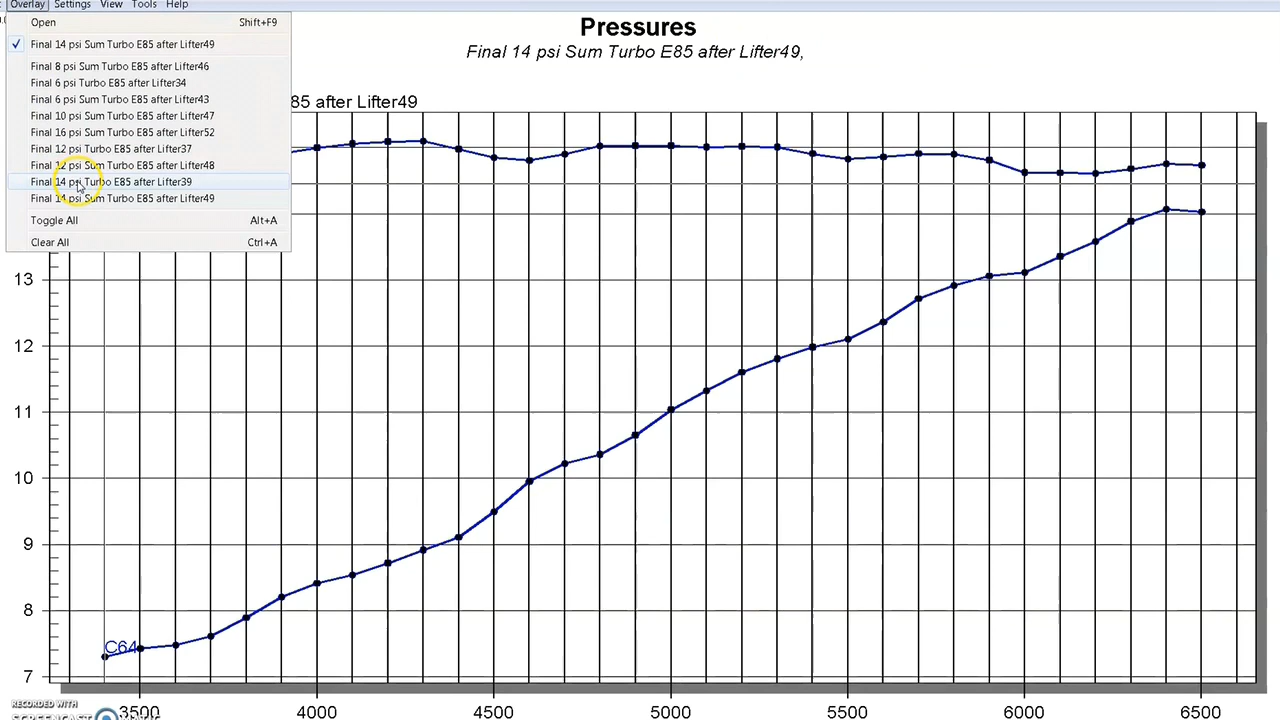 Overlay Settings View Tools Help
Open Shift+F9
Final 14 psi Sum Turbo E85 after Lifter49
Final 8 psi Sum Turbo E85 after Lifter46
Final 6 psi Turbo E85 after Lifter34
Final 6 psi Sum Turbo E85 after Lifter43
Final 10 psi Sum Turbo E85 after Lifter47
Final 16 psi Sum Turbo E85 after Lifter52
Final 12 psi Turbo E85 after Lifter37
Final 12 psi Sum Turbo E85 after Lifter48
Final 14 psi Turbo E85 after Lifter39
Final 14 psi Sum Turbo E85 after Lifter49
Toggle All Alt+A
Clear All Ctrl+A
Pressures
Final 14 psi Sum Turbo E85 after Lifter49,
85 after Lifter49
13
12
11
10
9
8
7
C64
3500 4000 4500 5000 5500 6000 6500
RECORDED WITH